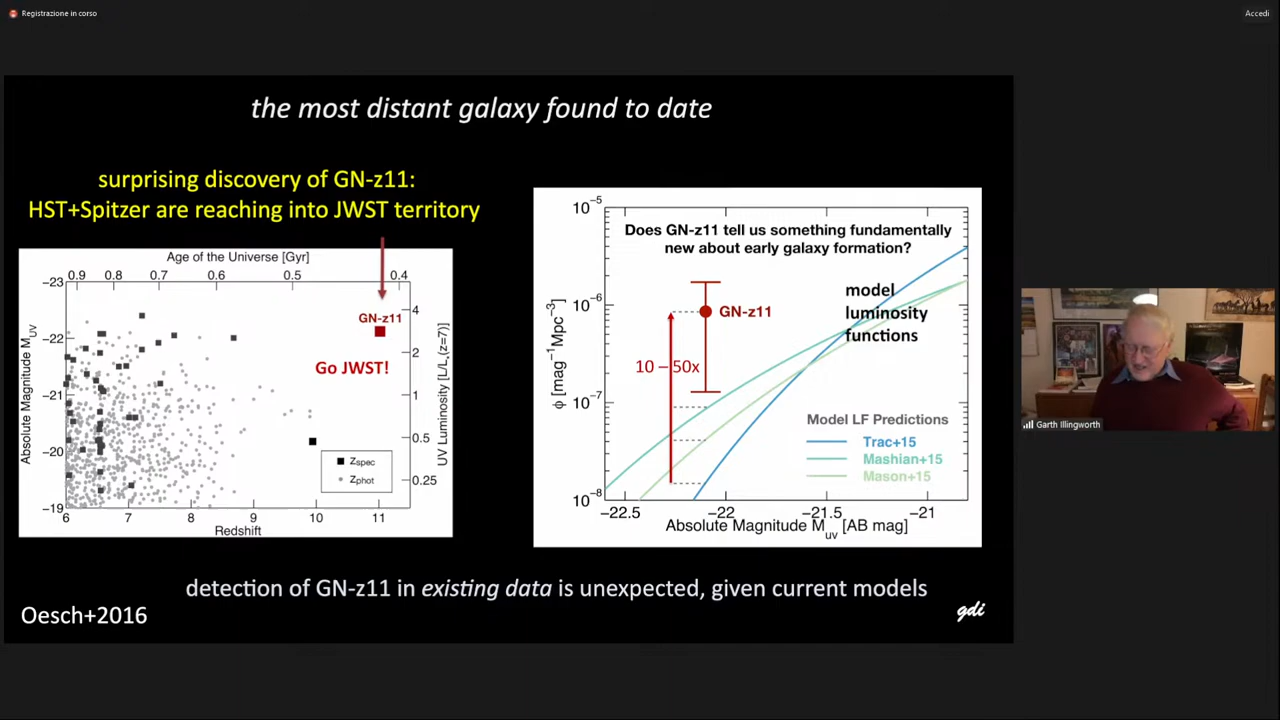 Registrazione in corso
Accedi
the most distant galaxy found to date
surprising discovery of GN-z11:
HST+Spitzer are reaching into JWST territory
Age of the Universe [Gyr]
0.9 0.8 0.7 0.6 0.5 0.4
−23
−22
−21
−20
−19
Absolute Magnitude M_UV
GN-z11
Go JWST!
4
2
1
0.5
0.25
UV Luminosity [L/L*(z=7)]
z_spec
z_phot
6 7 8 9 10 11
Redshift
10^−5
10^−6
10^−7
10^−8
ϕ [mag^−1 Mpc^−3]
Does GN-z11 tell us something fundamentally
new about early galaxy formation?
model
luminosity
functions
GN-z11
10 – 50x
Model LF Predictions
Trac+15
Mashian+15
Mason+15
−22.5 −22 −21.5 −21
Absolute Magnitude M_uv [AB mag]
detection of GN-z11 in existing data is unexpected, given current models
Oesch+2016
gdi
Garth Illingworth